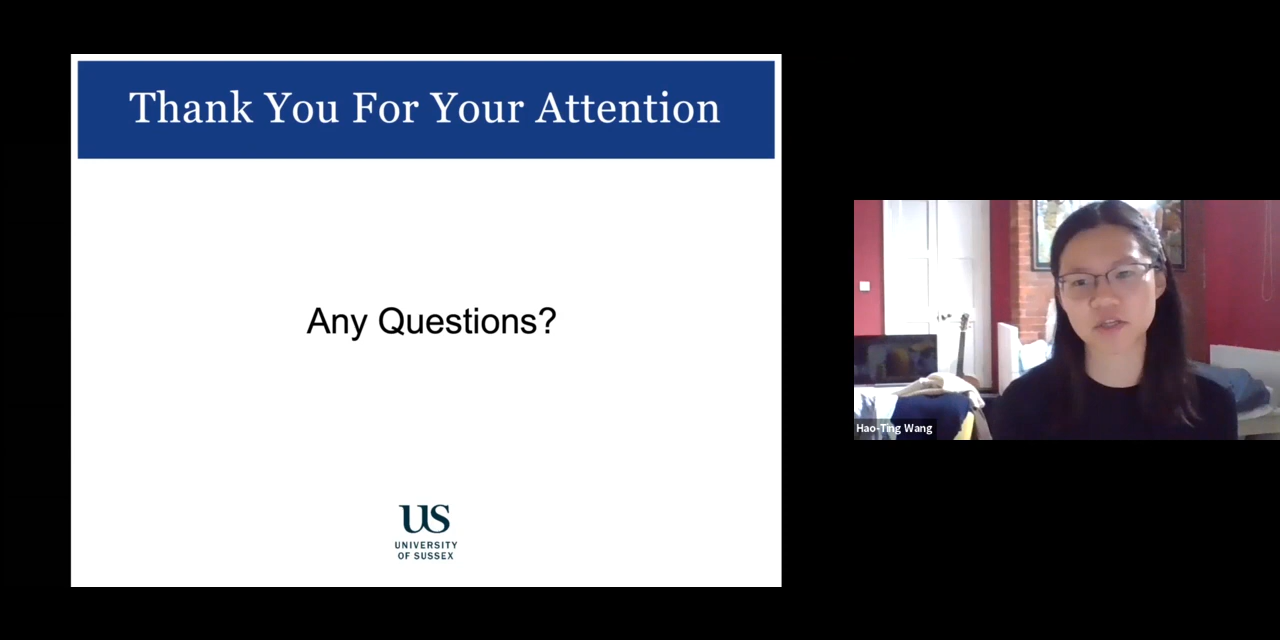 Thank You For Your Attention
Any Questions?
US
UNIVERSITY
OF SUSSEX
Hao-Ting Wang